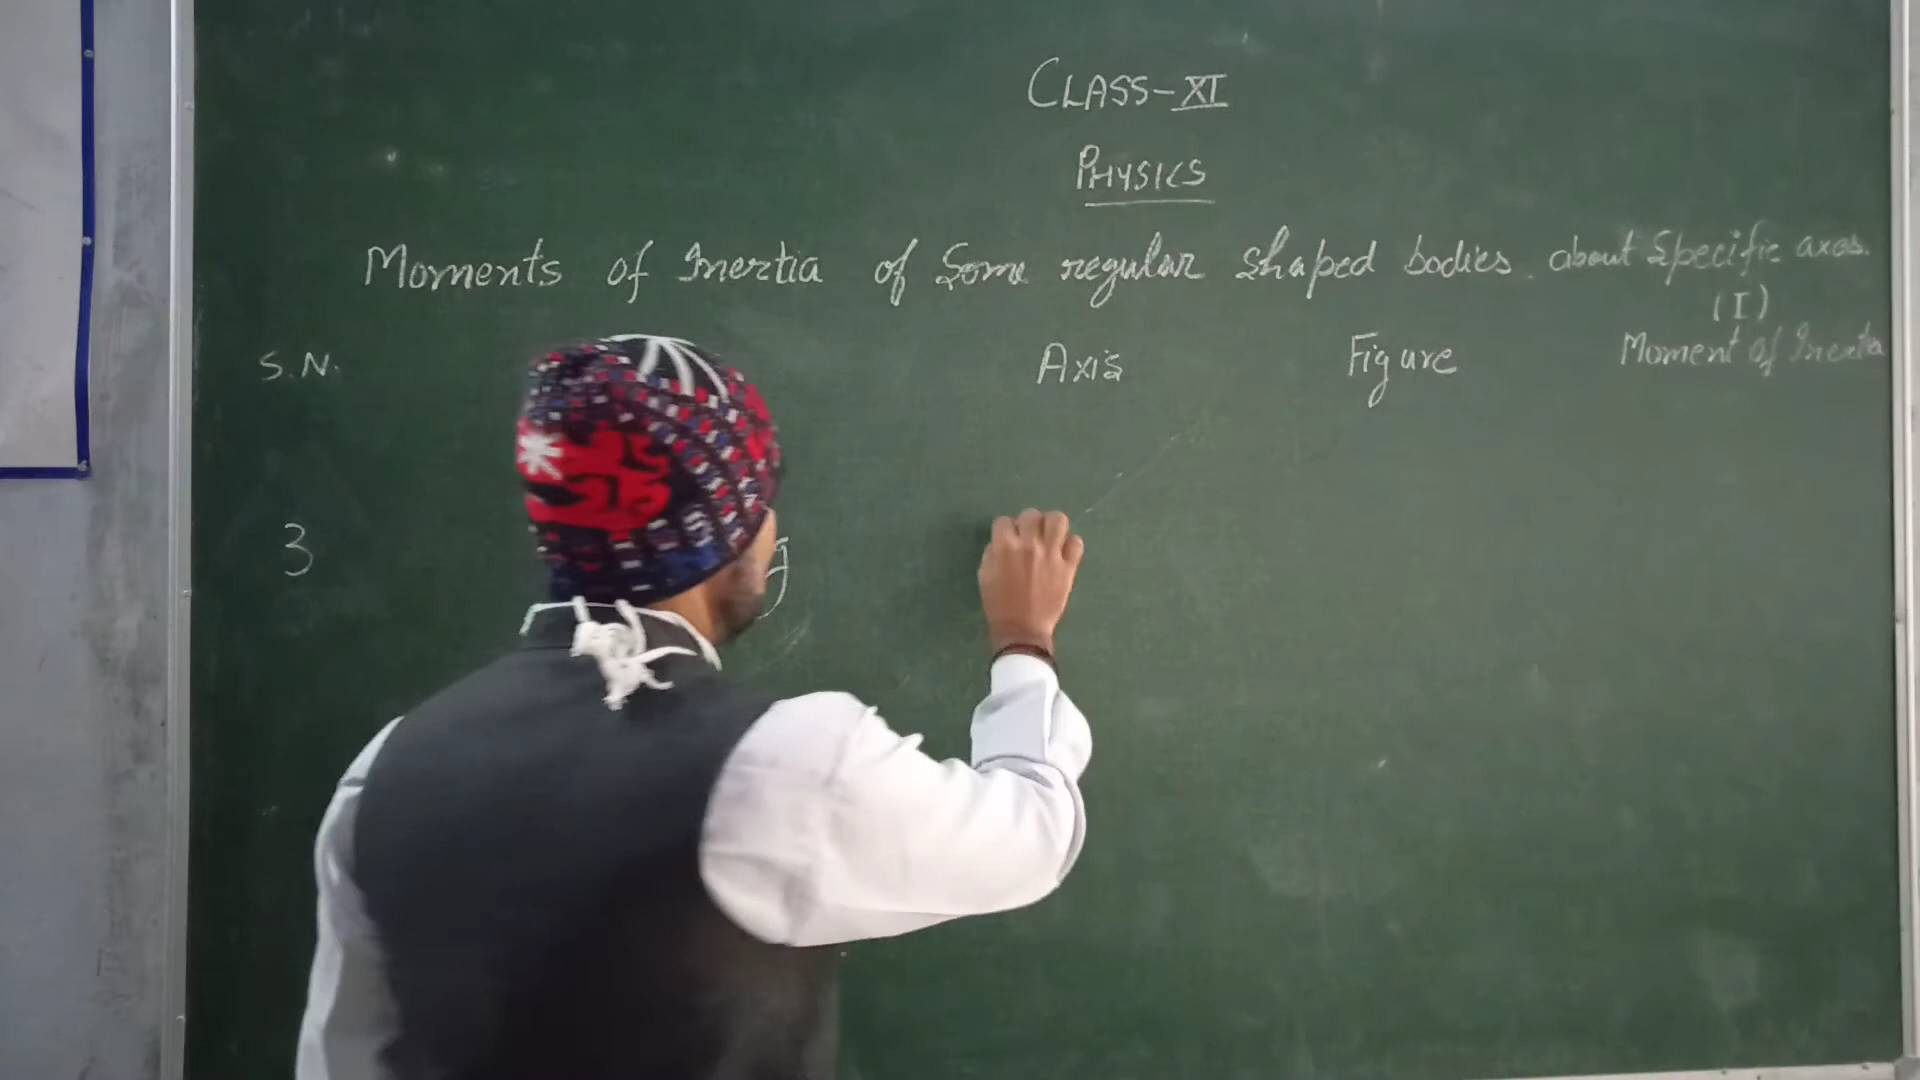 CLASS-XI
PHYSICS
Moments of Inertia of Some regular shaped bodies. about Specific axes.
(I)
S.N. Axis Figure Moment of Inertia
3